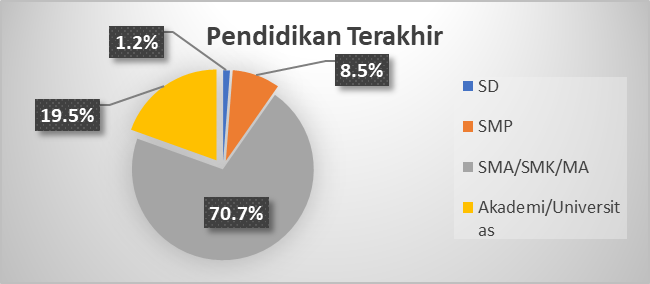 Pendidikan Terakhir
1.2%
8.5%
19.5%
70.7%
SD
SMP
SMA/SMK/MA
Akademi/Universit
as